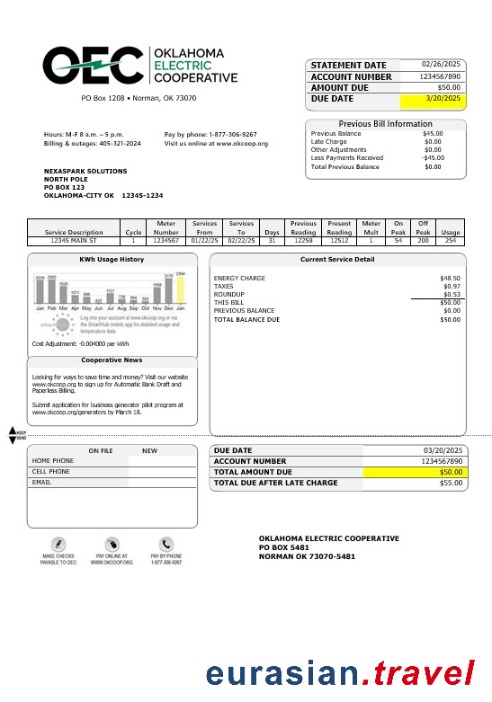 OEC OKLAHOMA
ELECTRIC
COOPERATIVE
PO Box 1208 • Norman, OK 73070
STATEMENT DATE 02/26/2025
ACCOUNT NUMBER 1234567890
AMOUNT DUE $50.00
DUE DATE 3/20/2025
Hours: M-F 8 a.m. – 5 p.m. Pay by phone: 1-877-306-9267
Billing & outages: 405-321-2024 Visit us online at www.okcoop.org
Previous Bill Information
Previous Balance $45.00
Late Charge $0.00
Other Adjustments $0.00
Less Payments Received -$45.00
Total Previous Balance $0.00
NEXASPARK SOLUTIONS
NORTH POLE
PO BOX 123
OKLAHOMA-CITY OK 12345-1234
Meter Services Services Previous Present Meter On Off
Service Description Cycle Number From To Days Reading Reading Mult Peak Peak Usage
12345 MAIN ST 1 1234567 01/22/25 02/22/25 31 12258 12512 1 54 200 254
KWh Usage History
Jan Feb Mar Apr May Jun Jul Aug Sep Oct Nov Dec Jan
Log into your account at www.okcoop.org or via
the SmartHub mobile app for detailed usage and
temperature data
Cost Adjustment: -0.004000 per kWh
Cooperative News
Looking for ways to save time and money? Visit our website
www.okcoop.org to sign up for Automatic Bank Draft and
Paperless Billing.
Submit application for business generator pilot program at
www.okcoop.org/generators by March 18.
Current Service Detail
ENERGY CHARGE $48.50
TAXES $0.97
ROUNDUP $0.53
THIS BILL $50.00
PREVIOUS BALANCE $0.00
TOTAL BALANCE DUE $50.00
ON FILE NEW
HOME PHONE
CELL PHONE
EMAIL
DUE DATE 03/20/2025
ACCOUNT NUMBER 1234567890
TOTAL AMOUNT DUE $50.00
TOTAL DUE AFTER LATE CHARGE $55.00
MAKE CHECKS
PAYABLE TO OEC
PAY ONLINE AT
WWW.OKCOOP.ORG
PAY BY PHONE
1-877-306-9267
OKLAHOMA ELECTRIC COOPERATIVE
PO BOX 5481
NORMAN OK 73070-5481
eurasian.travel